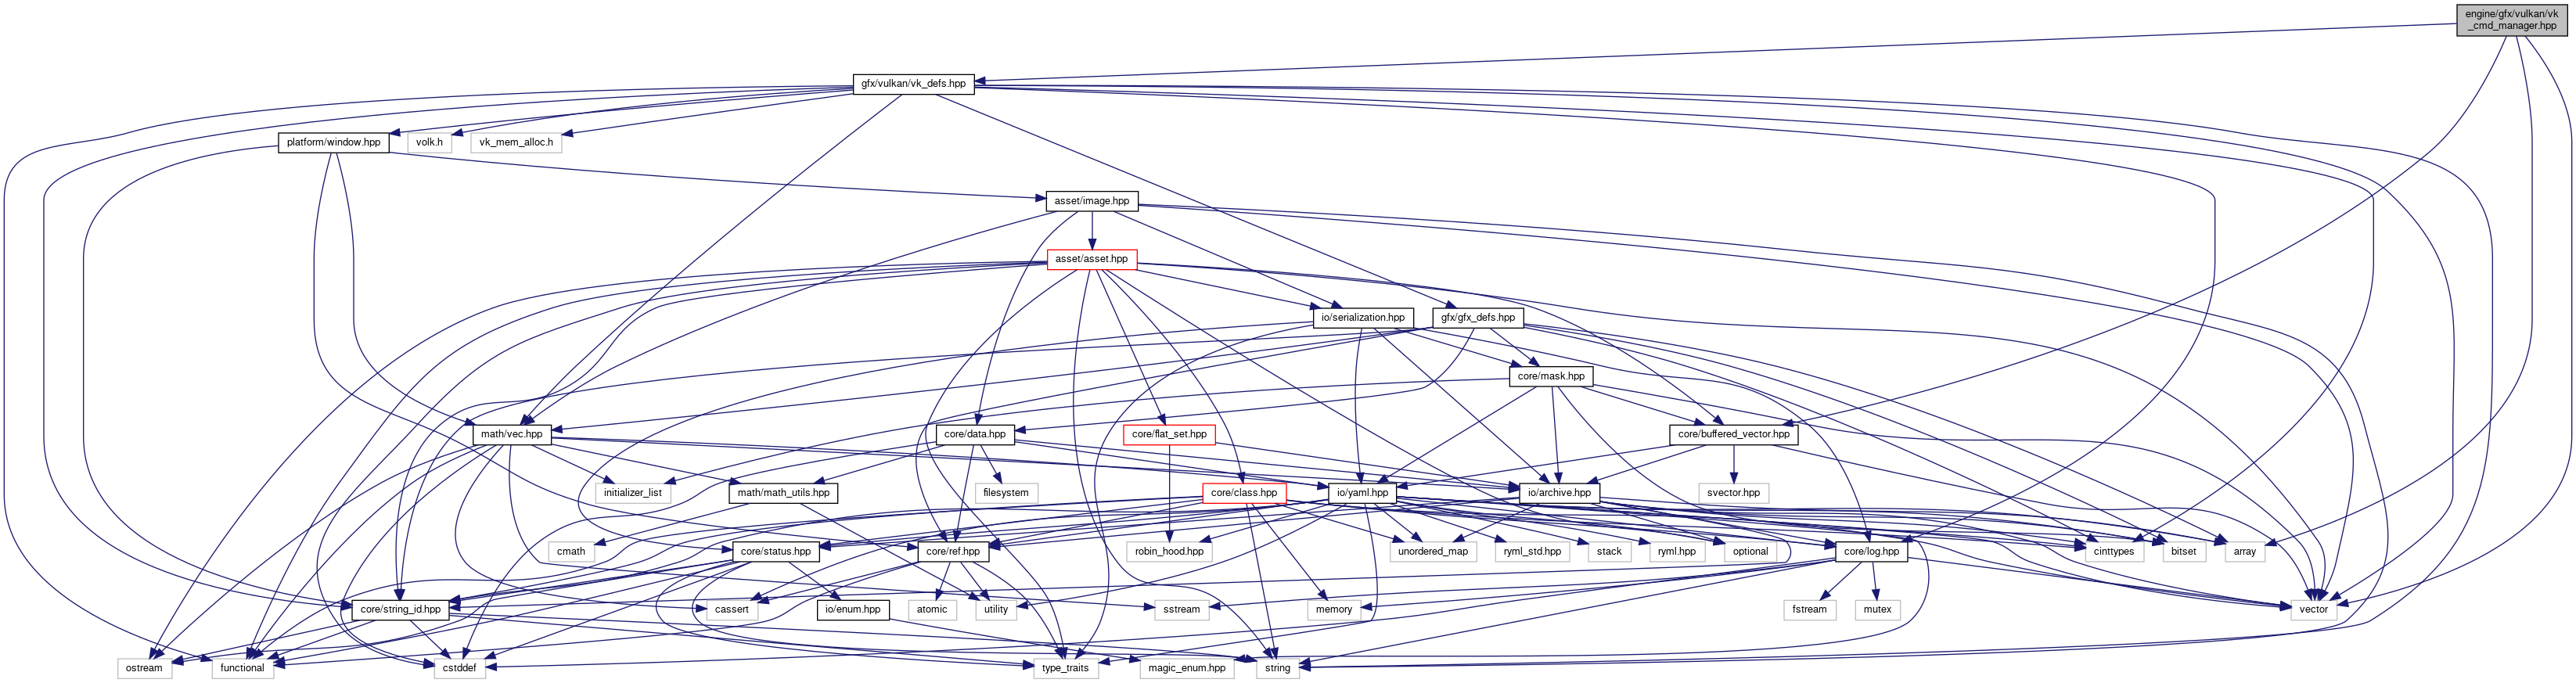 engine/gfx/vulkan/vk
_cmd_manager.hpp
gfx/vulkan/vk_defs.hpp
platform/window.hpp
volk.h
vk_mem_alloc.h
asset/image.hpp
asset/asset.hpp
io/serialization.hpp
gfx/gfx_defs.hpp
core/mask.hpp
math/vec.hpp
core/data.hpp
core/flat_set.hpp
core/buffered_vector.hpp
initializer_list
math/math_utils.hpp
filesystem
core/class.hpp
io/yaml.hpp
io/archive.hpp
svector.hpp
cmath
core/status.hpp
core/ref.hpp
robin_hood.hpp
unordered_map
ryml_std.hpp
stack
ryml.hpp
optional
core/log.hpp
cinttypes
bitset
array
core/string_id.hpp
cassert
io/enum.hpp
atomic
utility
sstream
memory
fstream
mutex
vector
ostream
functional
cstddef
type_traits
magic_enum.hpp
string